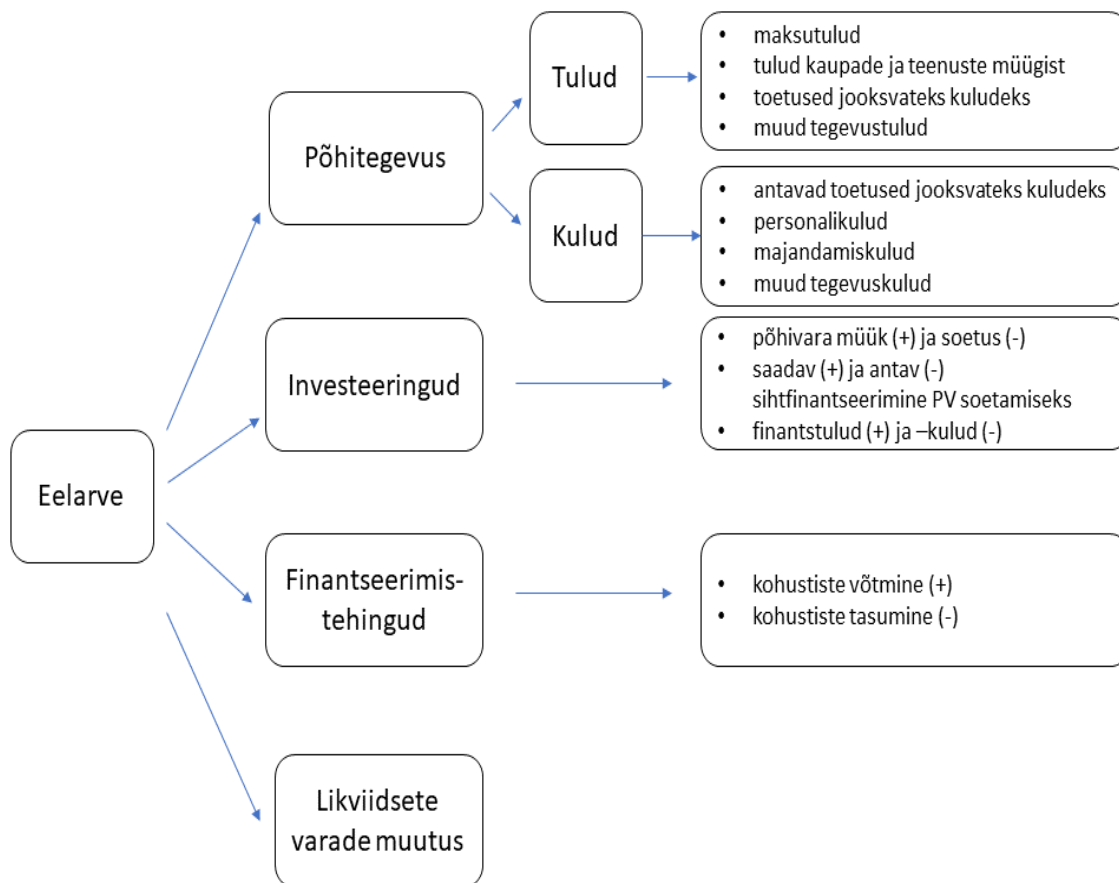 Eelarve
Põhitegevus
Tulud
• maksutulud
• tulud kaupade ja teenuste müügist
• toetused jooksvateks kuludeks
• muud tegevustulud
Kulud
• antavad toetused jooksvateks kuludeks
• personalikulud
• majandamiskulud
• muud tegevuskulud
Investeeringud
• põhivara müük (+) ja soetus (-)
• saadav (+) ja antav (-)
sihtfinantseerimine PV soetamiseks
• finantstulud (+) ja –kulud (-)
Finantseerimis-
tehingud
• kohustiste võtmine (+)
• kohustiste tasumine (-)
Likviidsete
varade muutus